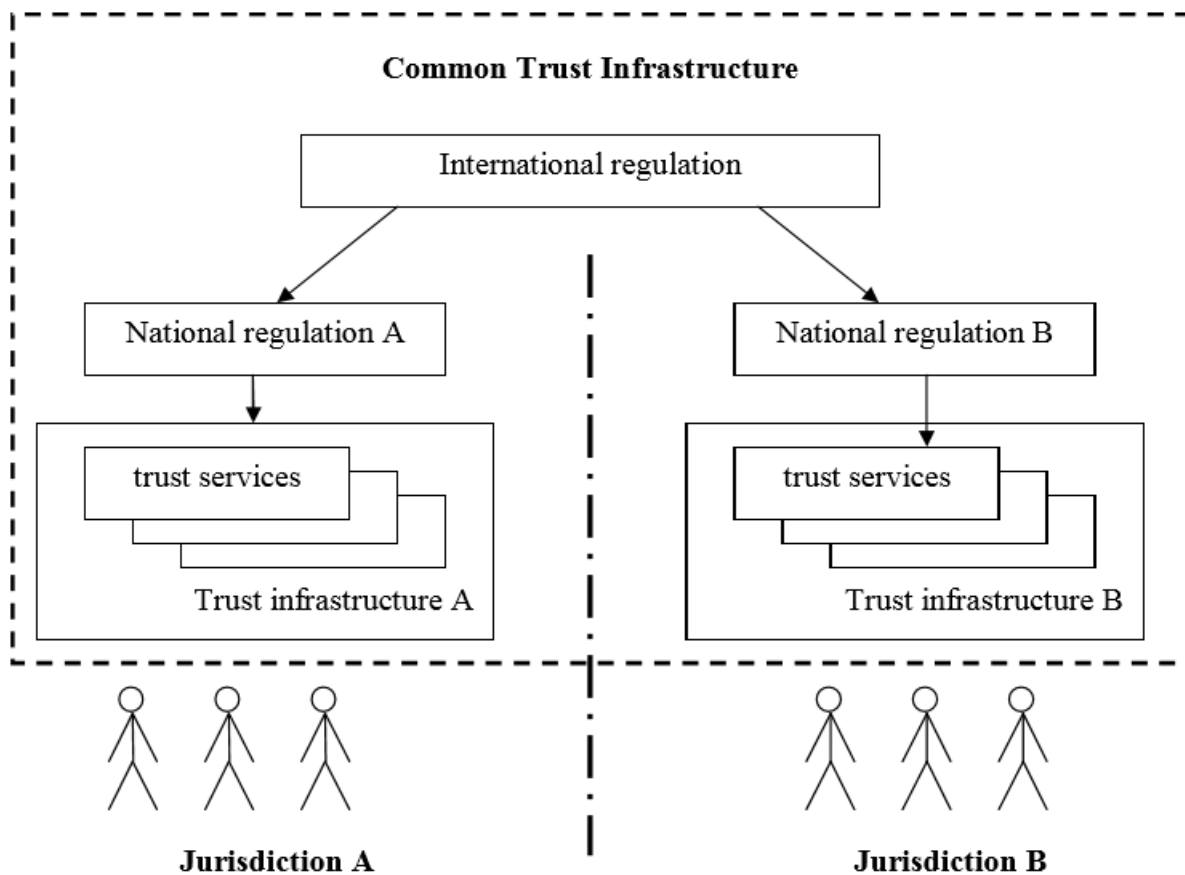 Common Trust Infrastructure
International regulation
National regulation A
National regulation B
trust services
trust services
Trust infrastructure A
Trust infrastructure B
Jurisdiction A
Jurisdiction B